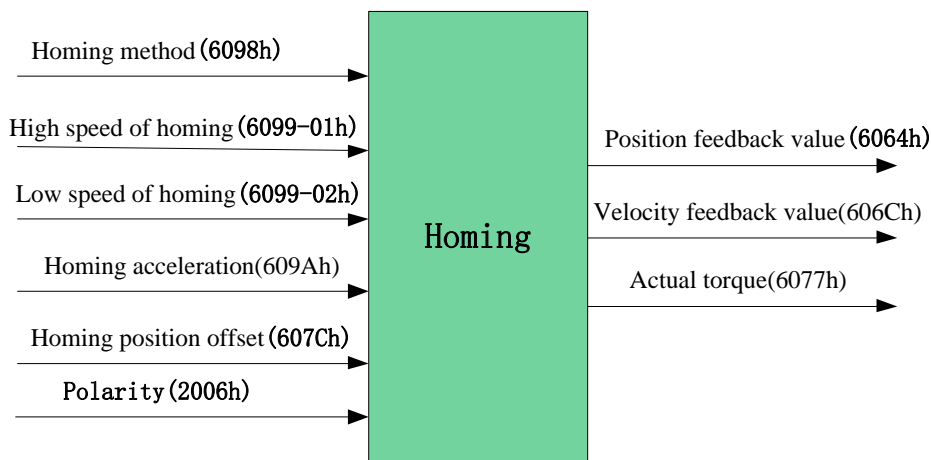 Homing method(6098h)
High speed of homing(6099-01h)
Low speed of homing(6099-02h)
Homing acceleration(609Ah)
Homing position offset(607Ch)
Polarity(2006h)
Homing
Position feedback value(6064h)
Velocity feedback value(606Ch)
Actual torque(6077h)